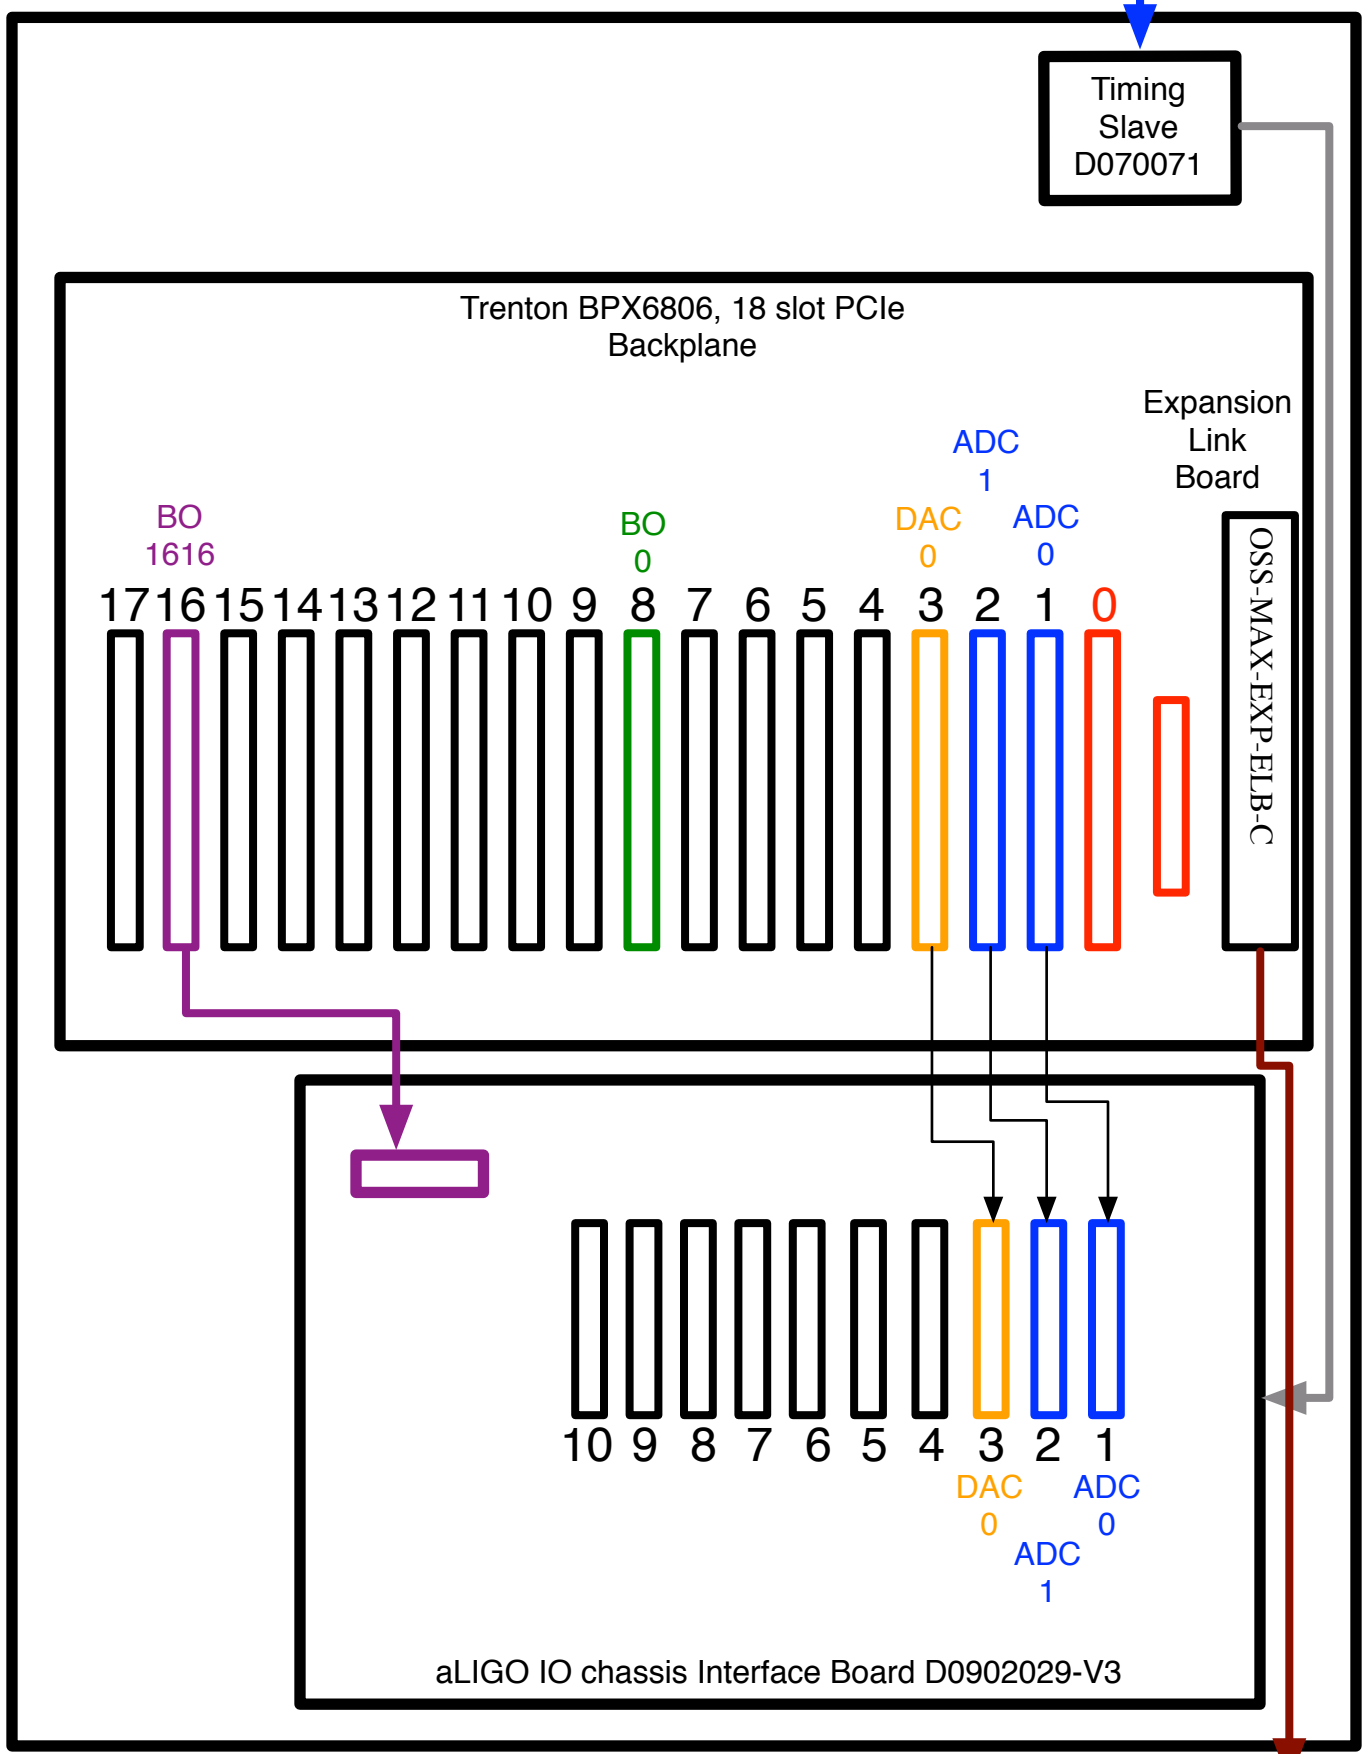 Timing
Slave
D070071
Trenton BPX6806, 18 slot PCIe
Backplane
Expansion
Link
Board
ADC
1
BO
1616
BO
0
DAC
0
ADC
0
17 16 15 14 13 12 11 10 9 8 7 6 5 4 3 2 1 0
OSS-MAX-EXP-ELB-C
10 9 8 7 6 5 4 3 2 1
DAC
0
ADC
0
ADC
1
aLIGO IO chassis Interface Board D0902029-V3